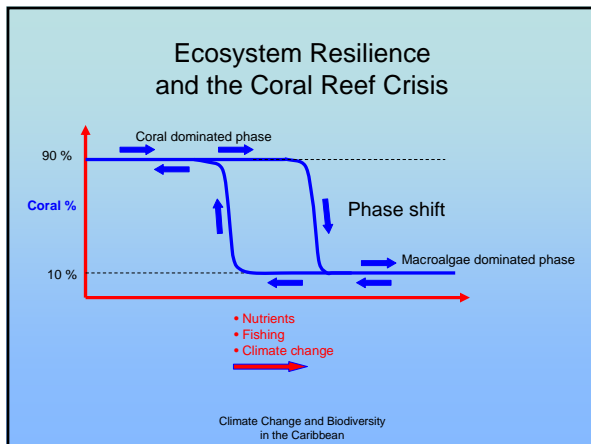 Ecosystem Resilience
and the Coral Reef Crisis
Coral dominated phase
90 %
Coral %
Phase shift
Macroalgae dominated phase
10 %
• Nutrients
• Fishing
• Climate change
Climate Change and Biodiversity
in the Caribbean